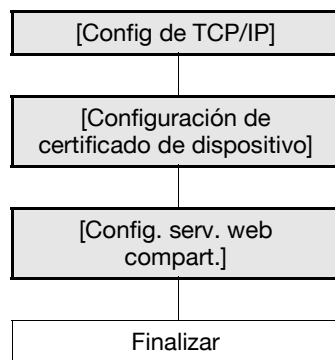 [Config de TCP/IP]
[Configuración de
certificado de dispositivo]
[Config. serv. web
compart.]
Finalizar